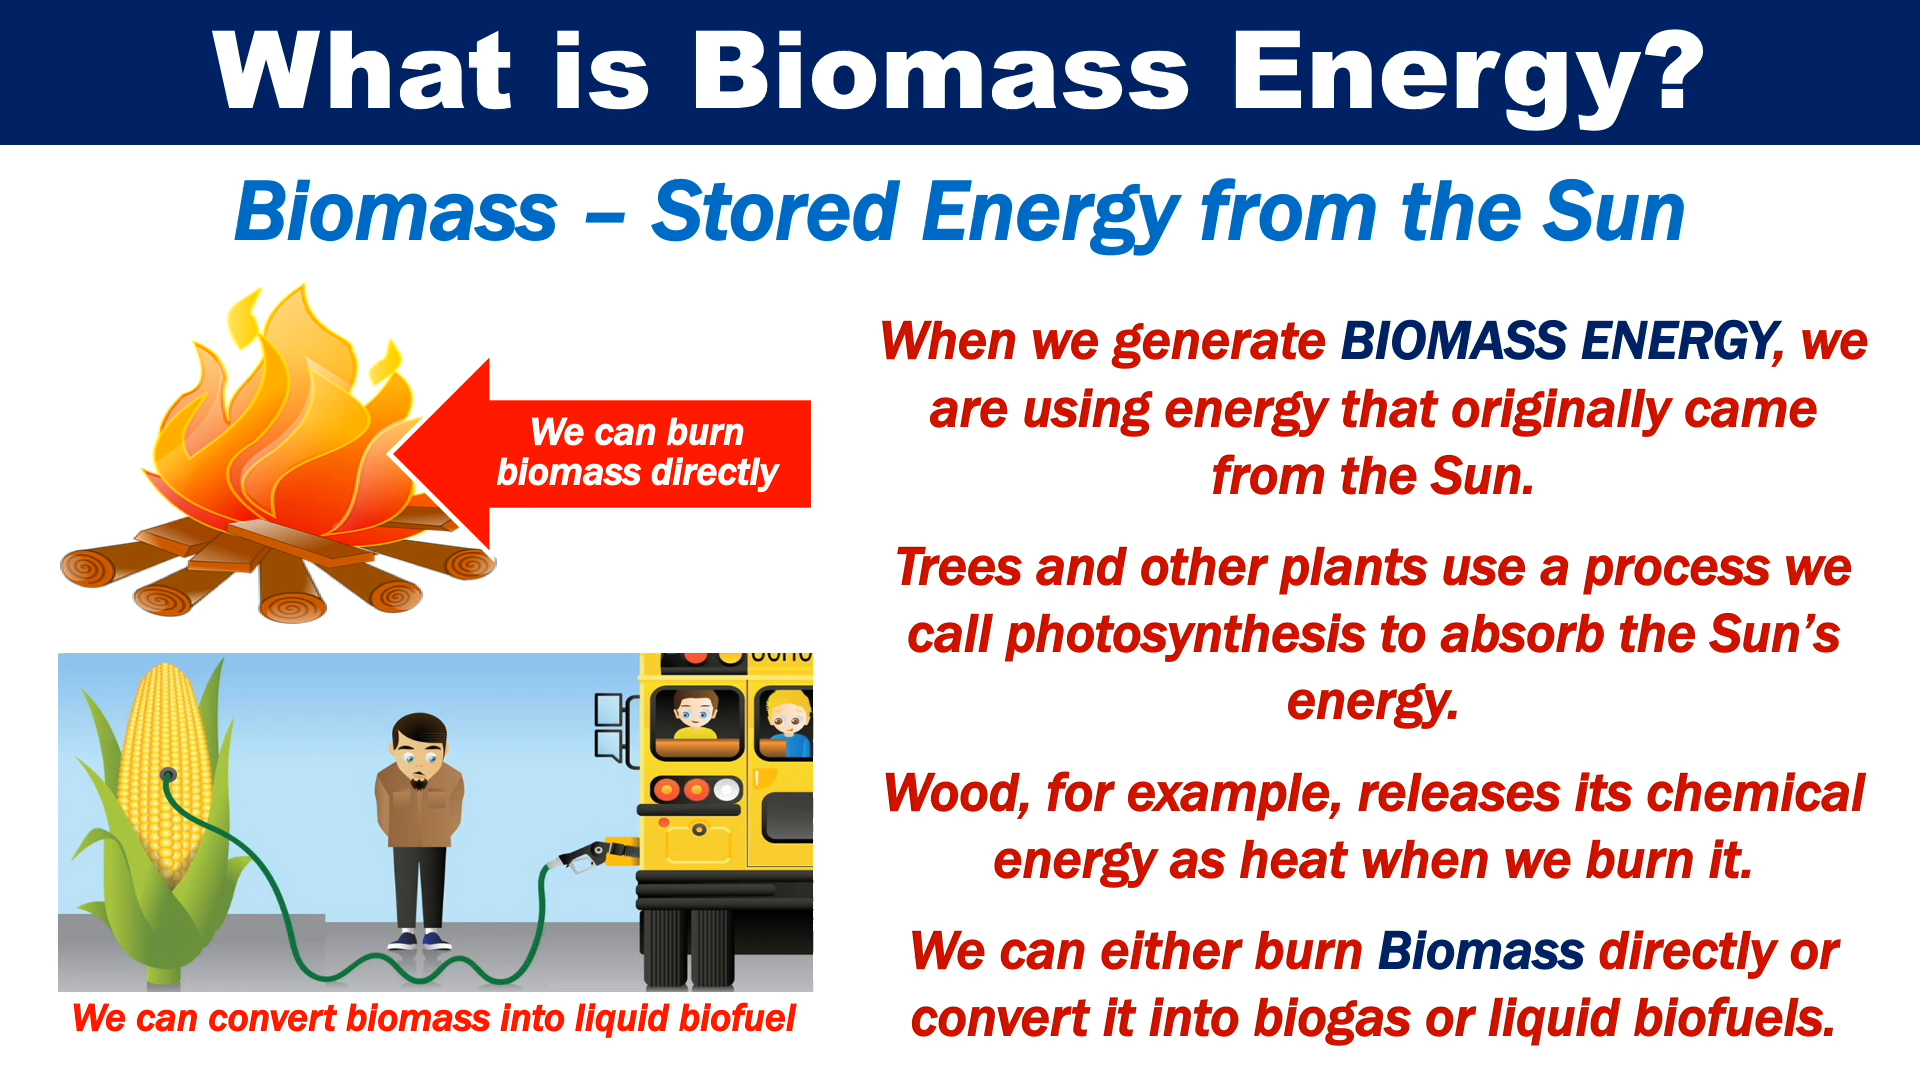 What is Biomass Energy?
Biomass – Stored Energy from the Sun
We can burn
biomass directly
We can convert biomass into liquid biofuel
When we generate BIOMASS ENERGY, we
are using energy that originally came
from the Sun.
Trees and other plants use a process we
call photosynthesis to absorb the Sun’s
energy.
Wood, for example, releases its chemical
energy as heat when we burn it.
We can either burn Biomass directly or
convert it into biogas or liquid biofuels.